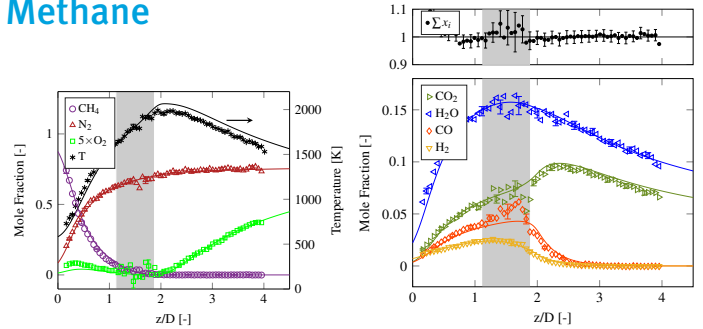 Methane
CH4
N2
5×O2
T
1
0.5
0
0 1 2 3 4
2000
1500
1000
500
0
Mole Fraction [-]
Temperature [K]
z/D [-]
∑ xi
1.1
1
0.9
CO2
H2O
CO
H2
0.15
0.1
0.05
0
Mole Fraction [-]
0 1 2 3 4
z/D [-]